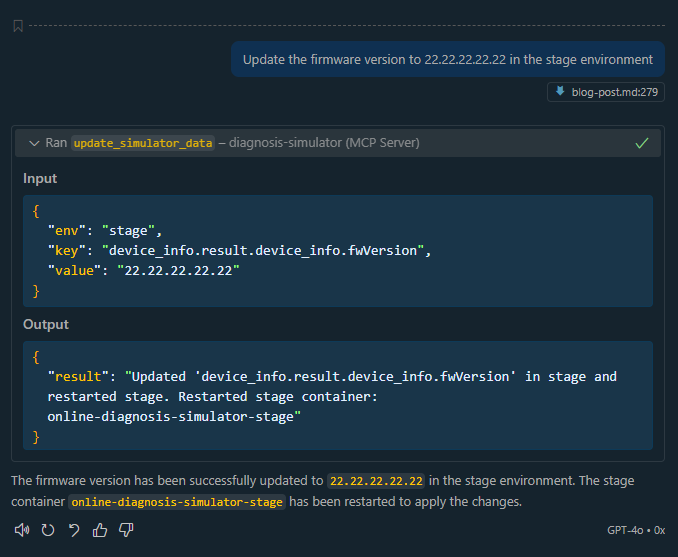 Update the firmware version to 22.22.22.22.22 in the stage environment
blog-post.md:279
Ran update_simulator_data – diagnosis-simulator (MCP Server)
Input
{
"env": "stage",
"key": "device_info.result.device_info.fwVersion",
"value": "22.22.22.22.22"
}
Output
{
"result": "Updated 'device_info.result.device_info.fwVersion' in stage and
restarted stage. Restarted stage container:
online-diagnosis-simulator-stage"
}
The firmware version has been successfully updated to 22.22.22.22.22 in the stage environment. The stage
container online-diagnosis-simulator-stage has been restarted to apply the changes.
GPT-4o • 0x